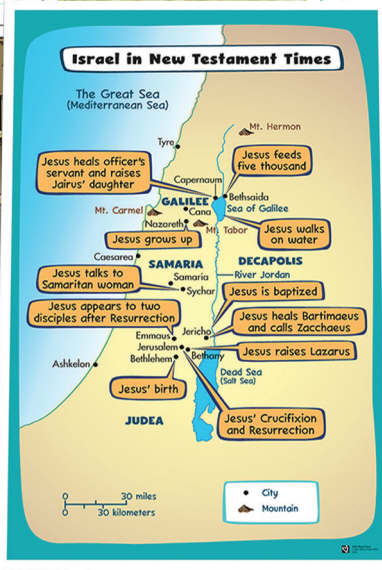 Israel in New Testament Times
The Great Sea
(Mediterranean Sea)
Mt. Hermon
Tyre
Jesus heals officer's
servant and raises
Jairus' daughter
Jesus feeds
five thousand
Capernaum
Bethsaida
GALILEE
Sea of Galilee
Mt. Carmel
Cana
Nazareth
Mt. Tabor
Jesus grows up
Jesus walks
on water
Caesarea
SAMARIA
DECAPOLIS
Jesus talks to
Samaritan woman
Samaria
River Jordan
Sychar
Jesus is baptized
Jesus appears to two
disciples after Resurrection
Jesus heals Bartimaeus
and calls Zacchaeus
Emmaus
Jericho
Jerusalem
Jesus raises Lazarus
Bethlehem
Bethany
Ashkelon
Dead Sea
(Salt Sea)
Jesus' birth
JUDEA
Jesus' Crucifixion
and Resurrection
0 30 miles
0 30 kilometers
City
Mountain